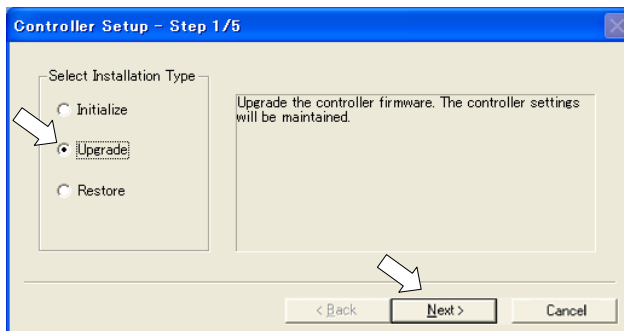 Controller Setup - Step 1/5
Select Installation Type
Initialize
Upgrade
Restore
Upgrade the controller firmware. The controller settings
will be maintained.
< Back
Next >
Cancel